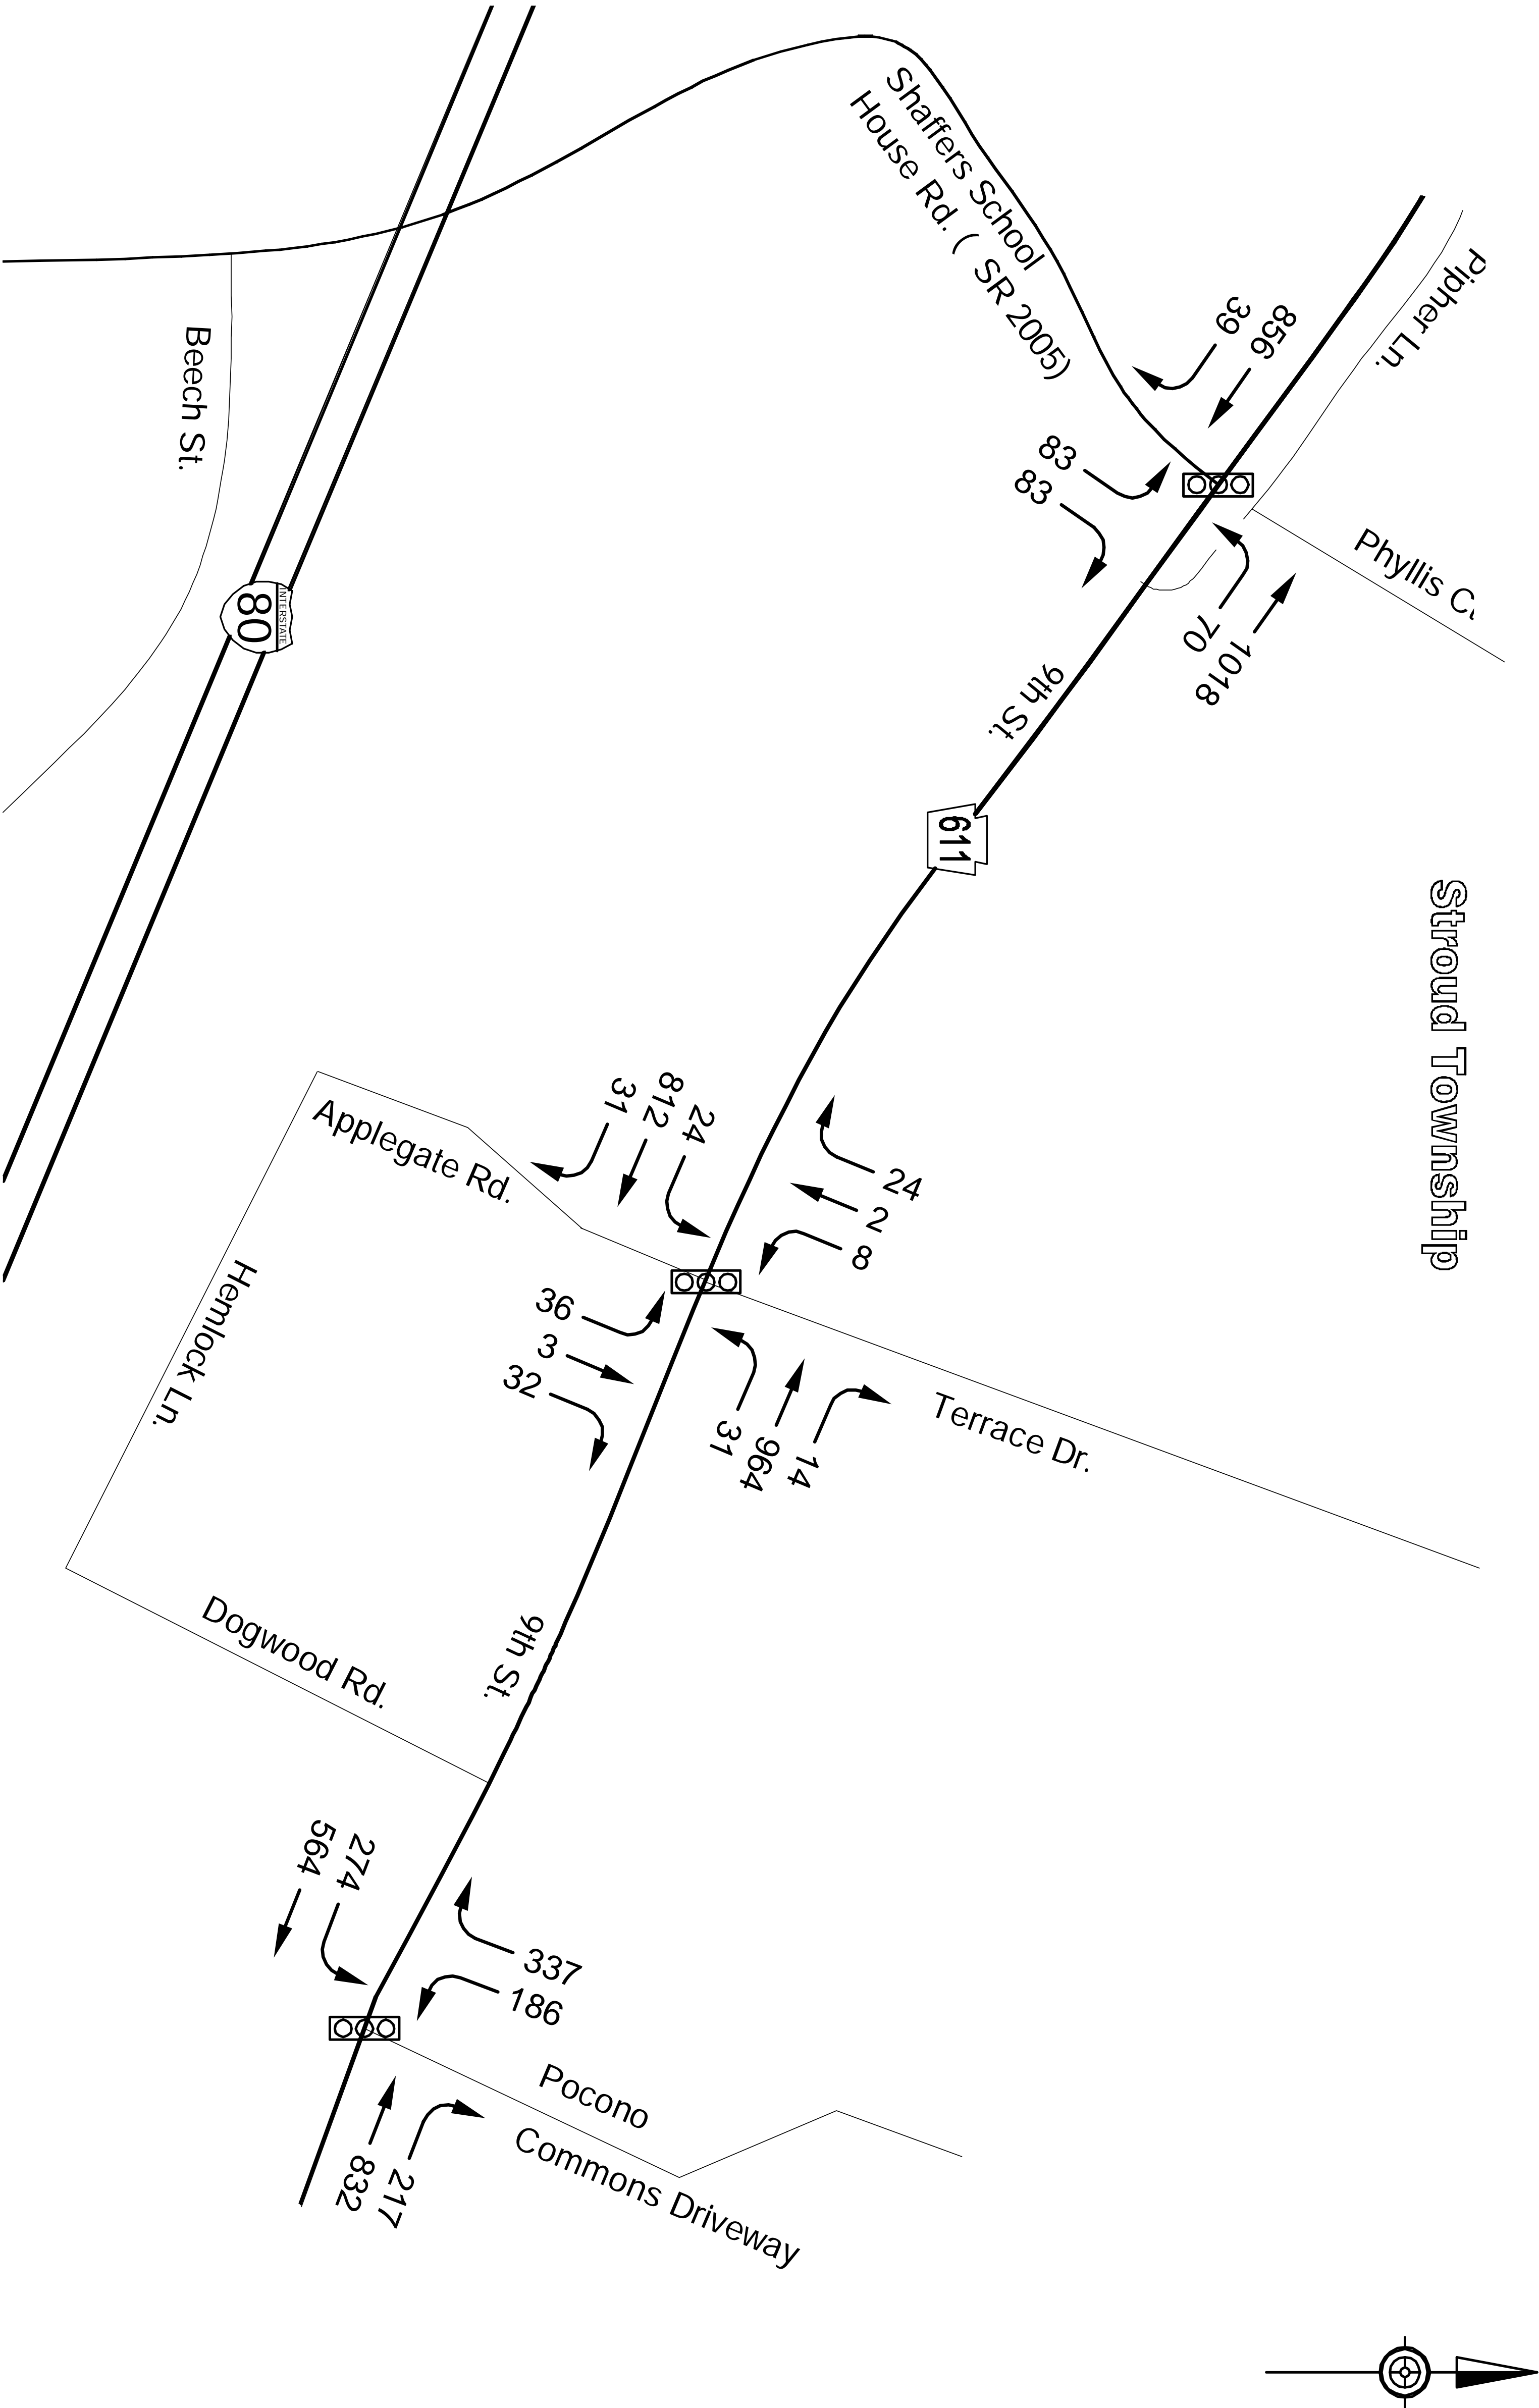 Shaffers School
House Rd. ( SR 2005)
Pipher Ln.
39
856
83
83
Beech St.
Phyllis
70
1018
INTERSTATE
80
9th St.
611
Stroud Township
31
812
24
Applegate Rd.
24
2
8
Hemlock Ln.
36
3
32
31
964
14
Terrace Dr.
Dogwood Rd.
9th St.
564
274
337
186
Pocono
Commons Driveway
832
217